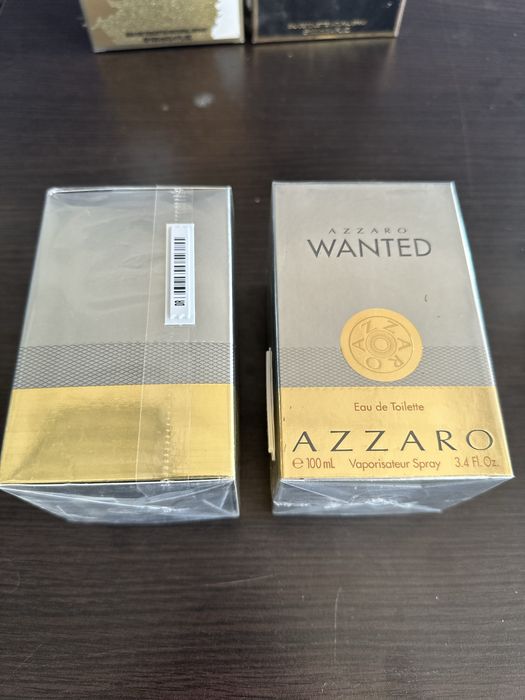 AZZARO
WANTED
AZZARO
Eau de Toilette
AZZARO
℮ 100 mL Vaporisateur Spray 3.4 Fl. Oz.